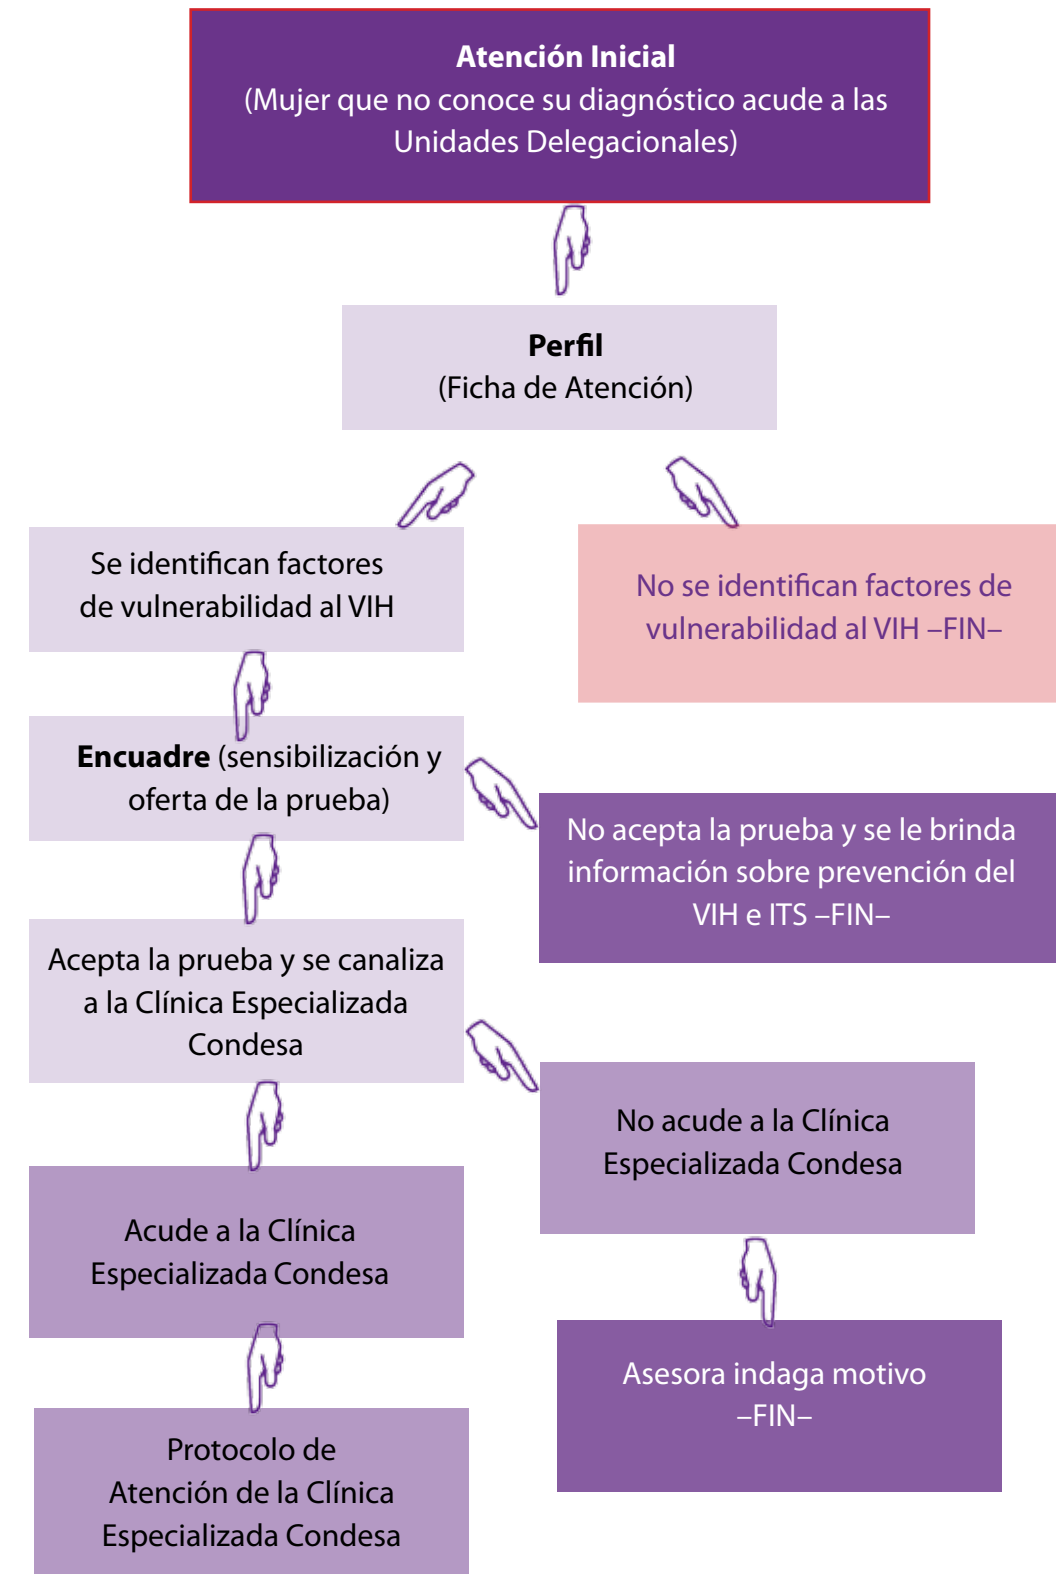 Atención Inicial
(Mujer que no conoce su diagnóstico acude a las
Unidades Delegacionales)
Perfil
(Ficha de Atención)
Se identifican factores
de vulnerabilidad al VIH
No se identifican factores de
vulnerabilidad al VIH –FIN–
Encuadre (sensibilización y
oferta de la prueba)
No acepta la prueba y se le brinda
información sobre prevención del
VIH e ITS –FIN–
Acepta la prueba y se canaliza
a la Clínica Especializada
Condesa
No acude a la Clínica
Especializada Condesa
Acude a la Clínica
Especializada Condesa
Asesora indaga motivo
–FIN–
Protocolo de
Atención de la Clínica
Especializada Condesa